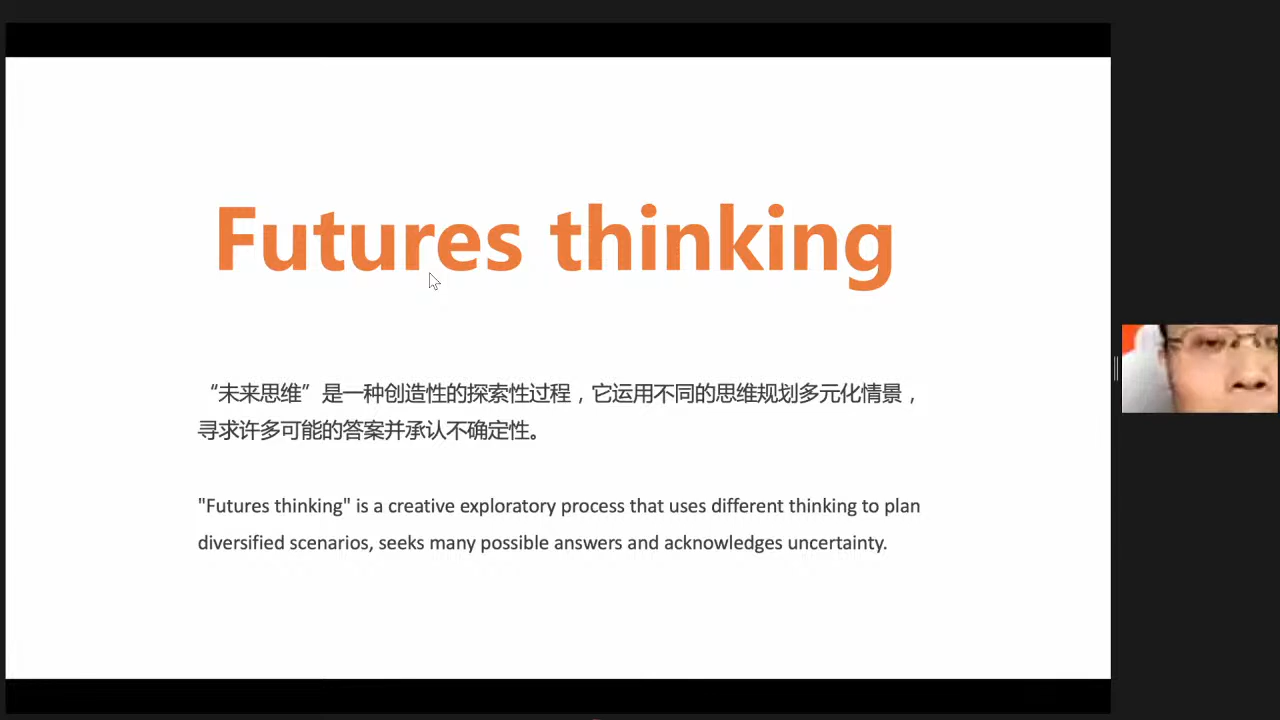 Futures thinking
“未来思维”是一种创造性的探索性过程，它运用不同的思维规划多元化情景，
寻求许多可能的答案并承认不确定性。
"Futures thinking" is a creative exploratory process that uses different thinking to plan
diversified scenarios, seeks many possible answers and acknowledges uncertainty.